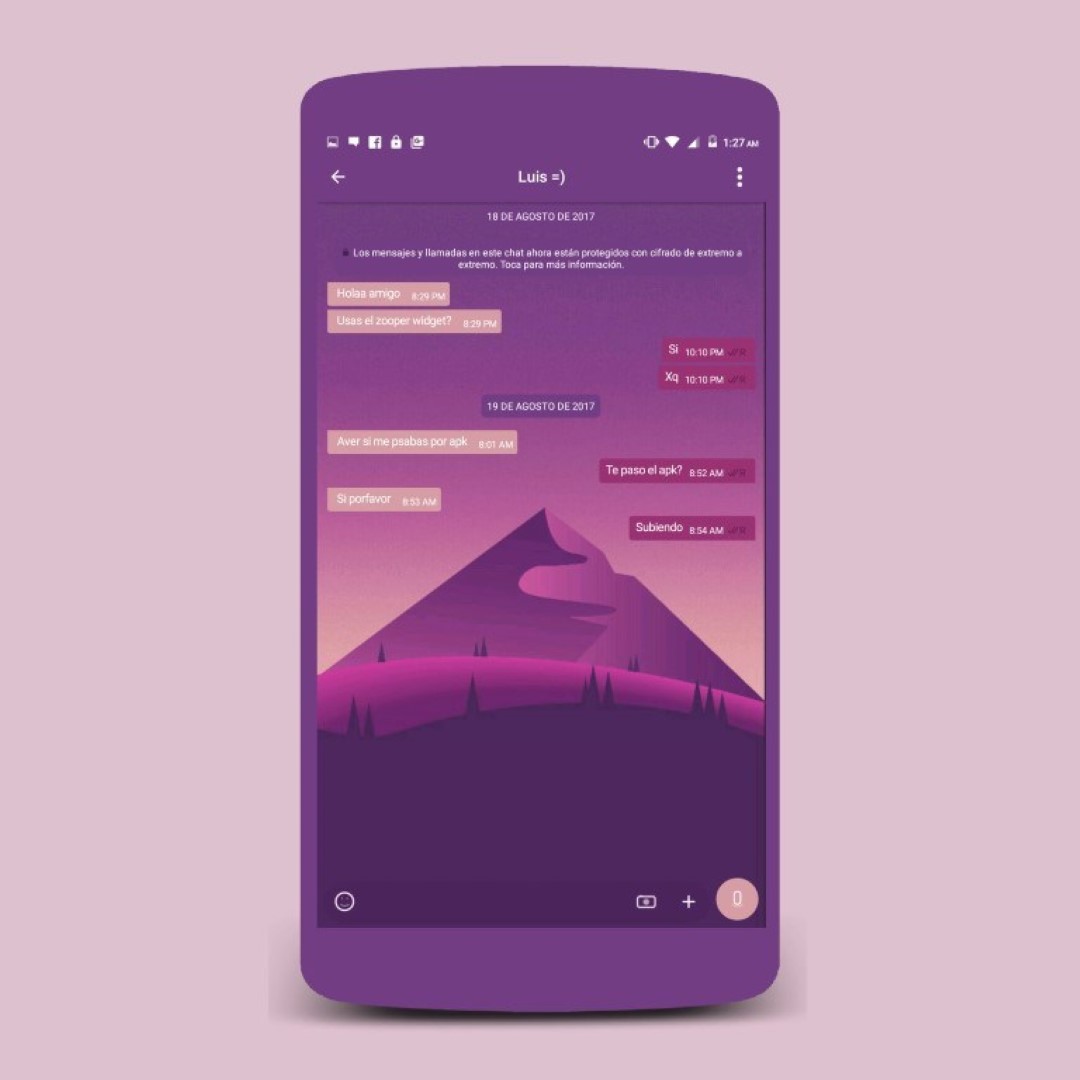 1:27 AM
Luis =)
18 DE AGOSTO DE 2017
Los mensajes y llamadas en este chat ahora están protegidos con cifrado de extremo a
extremo. Toca para más información.
Holaa amigo 8:29 PM
Usas el zooper widget? 8:29 PM
Si 10:10 PM
Xq 10:10 PM
19 DE AGOSTO DE 2017
Aver si me psabas por apk 8:01 AM
Te paso el apk? 8:52 AM
Si porfavor 8:53 AM
Subiendo 8:54 AM